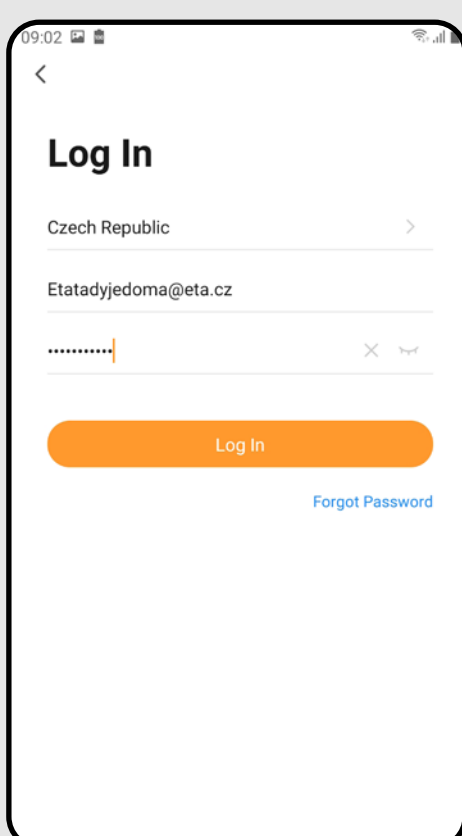 09:02
Log In
Czech Republic
Etatadyjedoma@eta.cz
•••••••••••
Log In
Forgot Password